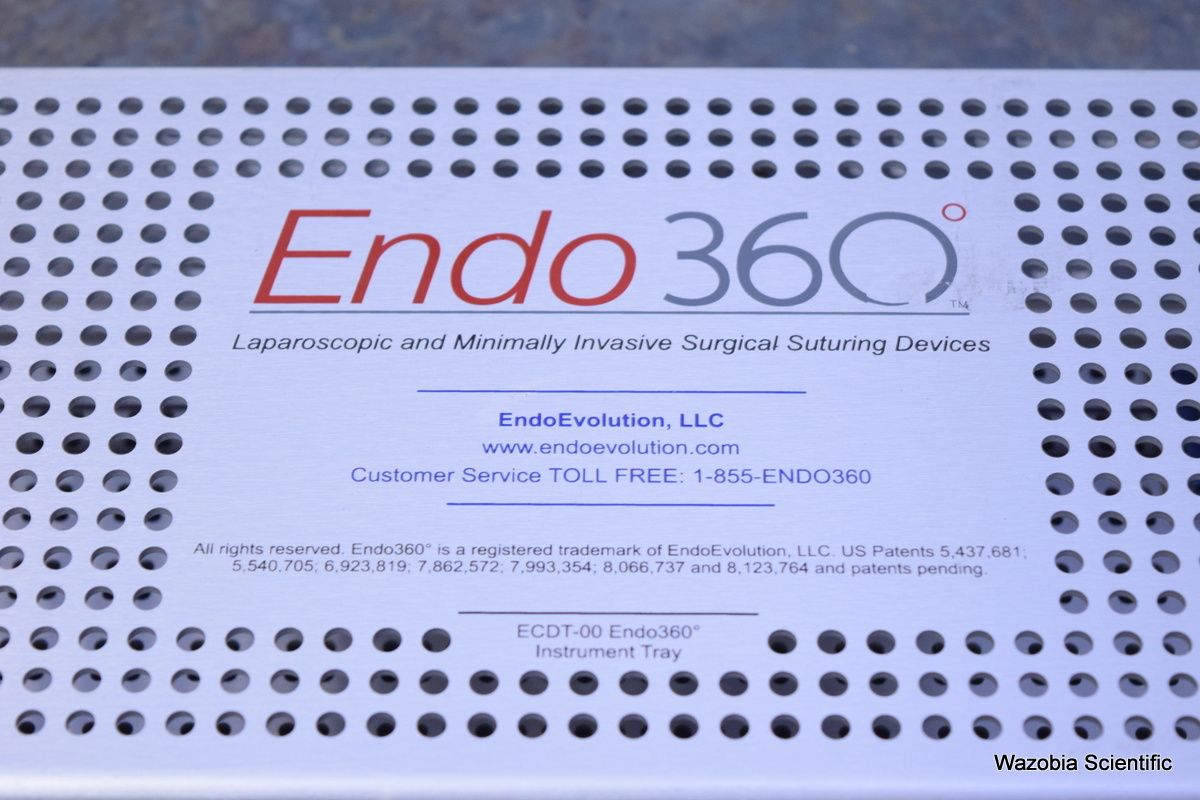 Endo 360°™
Laparoscopic and Minimally Invasive Surgical Suturing Devices
EndoEvolution, LLC
www.endoevolution.com
Customer Service TOLL FREE: 1-855-ENDO360
All rights reserved. Endo360° is a registered trademark of EndoEvolution, LLC. US Patents 5,437,681;
5,540,705; 6,923,819; 7,862,572; 7,993,354; 8,066,737 and 8,123,764 and patents pending.
ECDT-00 Endo360°
Instrument Tray
Wazobia Scientific